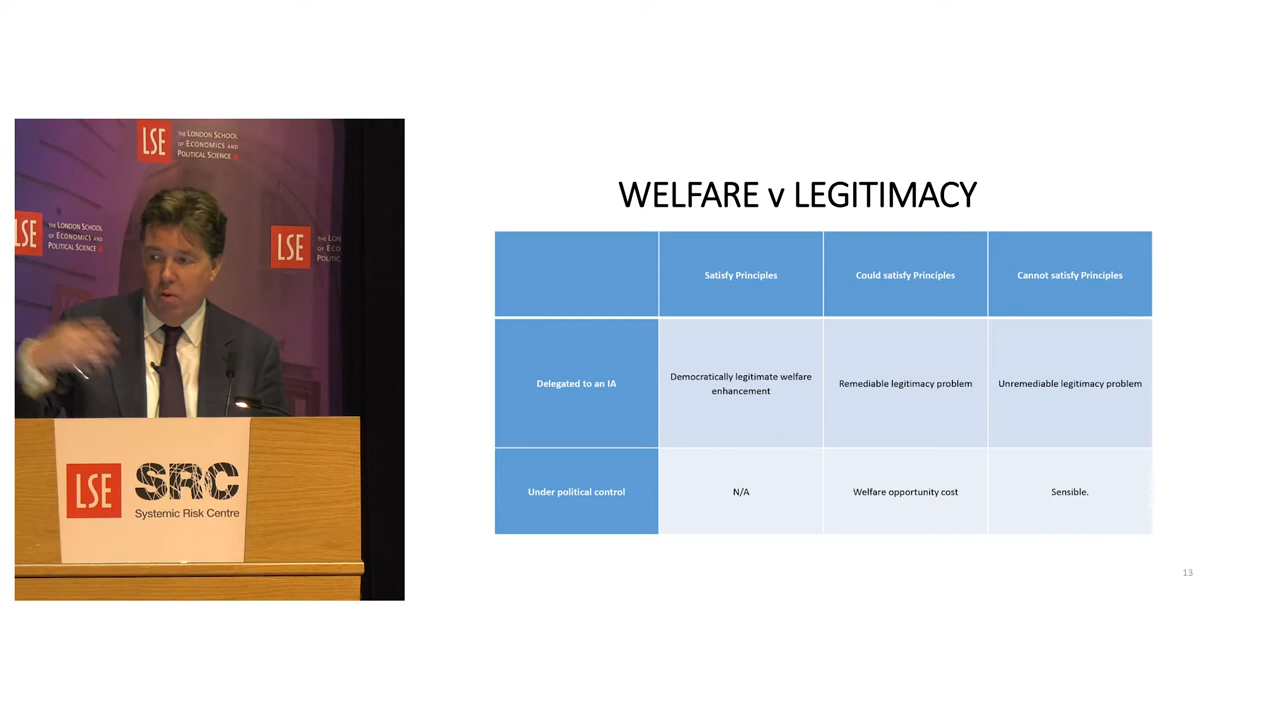 LSE
THE LONDON SCHOOL
OF ECONOMICS AND
POLITICAL SCIENCE
LSE
THE LONDON SCHOOL
OF ECONOMICS AND
POLITICAL SCIENCE
LSE
LSE
SRC
Systemic Risk Centre
WELFARE v LEGITIMACY
Satisfy Principles
Could satisfy Principles
Cannot satisfy Principles
Delegated to an IA
Democratically legitimate welfare
enhancement
Remediable legitimacy problem
Unremediable legitimacy problem
Under political control
N/A
Welfare opportunity cost
Sensible.
13